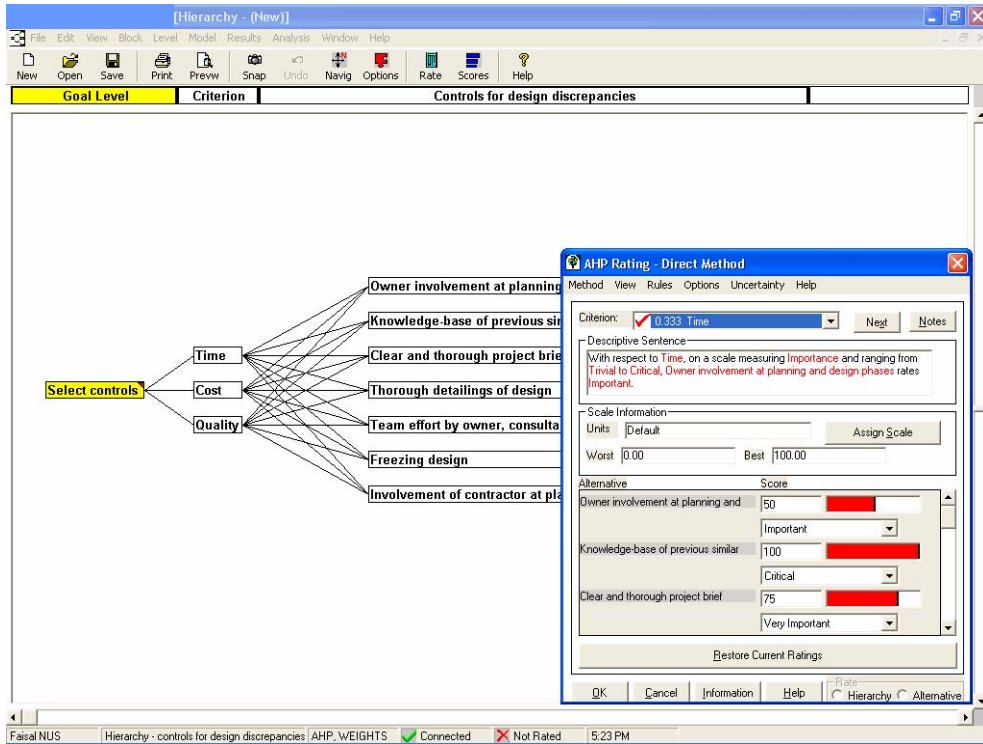 [Hierarchy - (New)]
File Edit View Block Level Model Results Analysis Window Help
New Open Save Print Prevw Snap Undo Navig Options Rate Scores Help
Goal Level Criterion Controls for design discrepancies
Select controls
Time
Cost
Quality
Owner involvement at planning
Knowledge-base of previous sin
Clear and thorough project brie
Thorough detailings of design
Team effort by owner, consulta
Freezing design
Involvement of contractor at pla
AHP Rating - Direct Method
Method View Rules Options Uncertainty Help
Criterion: 0.333 Time Next Notes
Descriptive Sentence
With respect to Time, on a scale measuring Importance and ranging from
Trivial to Critical, Owner involvement at planning and design phases rates
Important.
Scale Information
Units Default Assign Scale
Worst 0.00 Best 100.00
Alternative Score
Owner involvement at planning and 50
Important
Knowledge-base of previous similar 100
Critical
Clear and thorough project brief 75
Very Important
Restore Current Ratings
Rate
OK Cancel Information Help Hierarchy Alternative
Faisal NUS Hierarchy - controls for design discrepancies AHP, WEIGHTS Connected Not Rated 5:23 PM